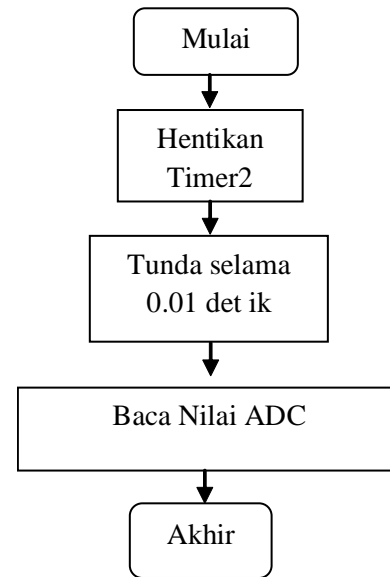 Mulai
Hentikan
Timer2
Tunda selama
0.01 det ik
Baca Nilai ADC
Akhir